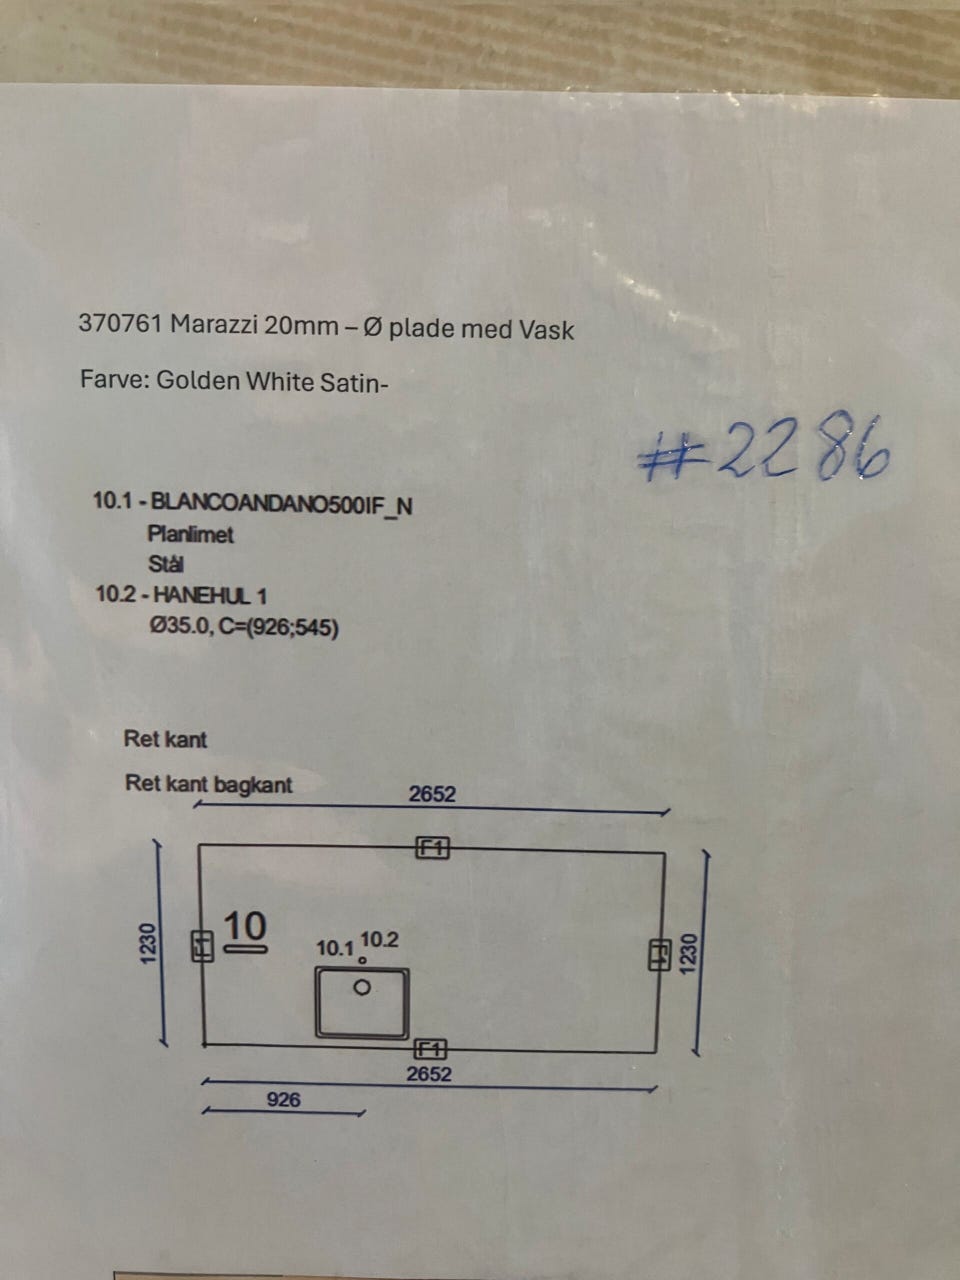 370761 Marazzi 20mm – Ø plade med Vask
Farve: Golden White Satin-
#2286
10.1 - BLANCOANDANO500IF_N
Planlimet
Stål
10.2 - HANEHUL 1
Ø35.0, C=(926;545)
Ret kant
Ret kant bagkant
2652
F1
1230
F1
10
10.1
10.2
F1
1230
F1
2652
926